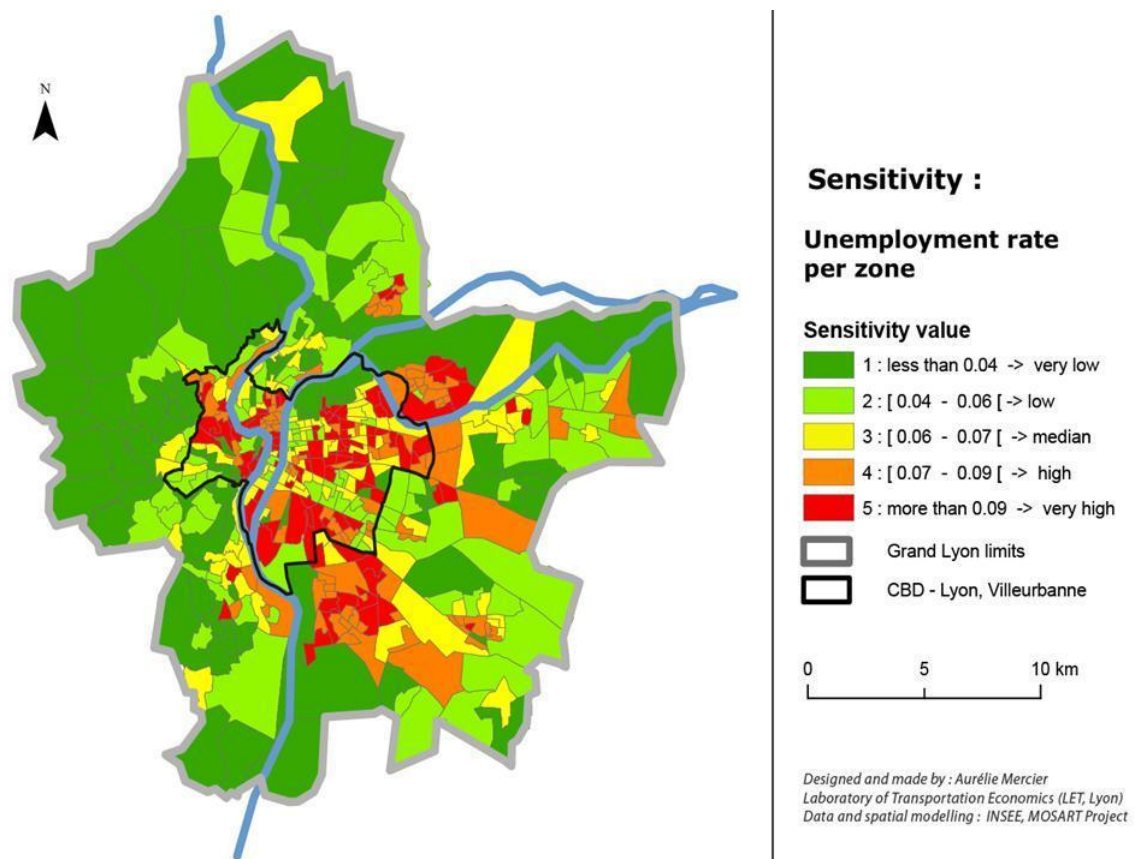 N
Sensitivity :
Unemployment rate
per zone
Sensitivity value
1 : less than 0.04 -> very low
2 : [ 0.04 - 0.06 [ -> low
3 : [ 0.06 - 0.07 [ -> median
4 : [ 0.07 - 0.09 [ -> high
5 : more than 0.09 -> very high
Grand Lyon limits
CBD - Lyon, Villeurbanne
0 5 10 km
Designed and made by : Aurélie Mercier
Laboratory of Transportation Economics (LET, Lyon)
Data and spatial modelling : INSEE, MOSART Project